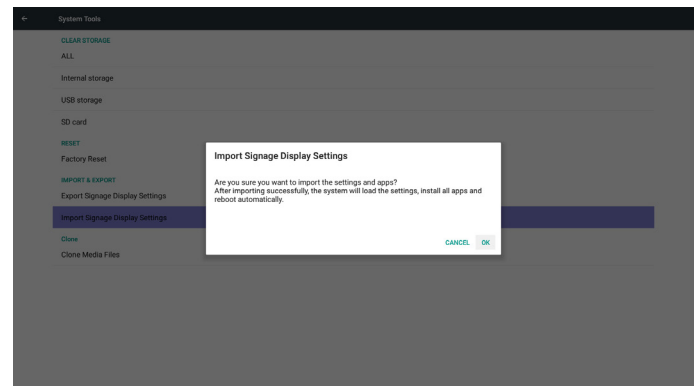 System Tools
CLEAR STORAGE
ALL
Internal storage
USB storage
SD card
RESET
Factory Reset
IMPORT & EXPORT
Export Signage Display Settings
Import Signage Display Settings
Clone
Clone Media Files
Import Signage Display Settings
Are you sure you want to import the settings and apps?
After importing successfully, the system will load the settings, install all apps and
reboot automatically.
CANCEL OK